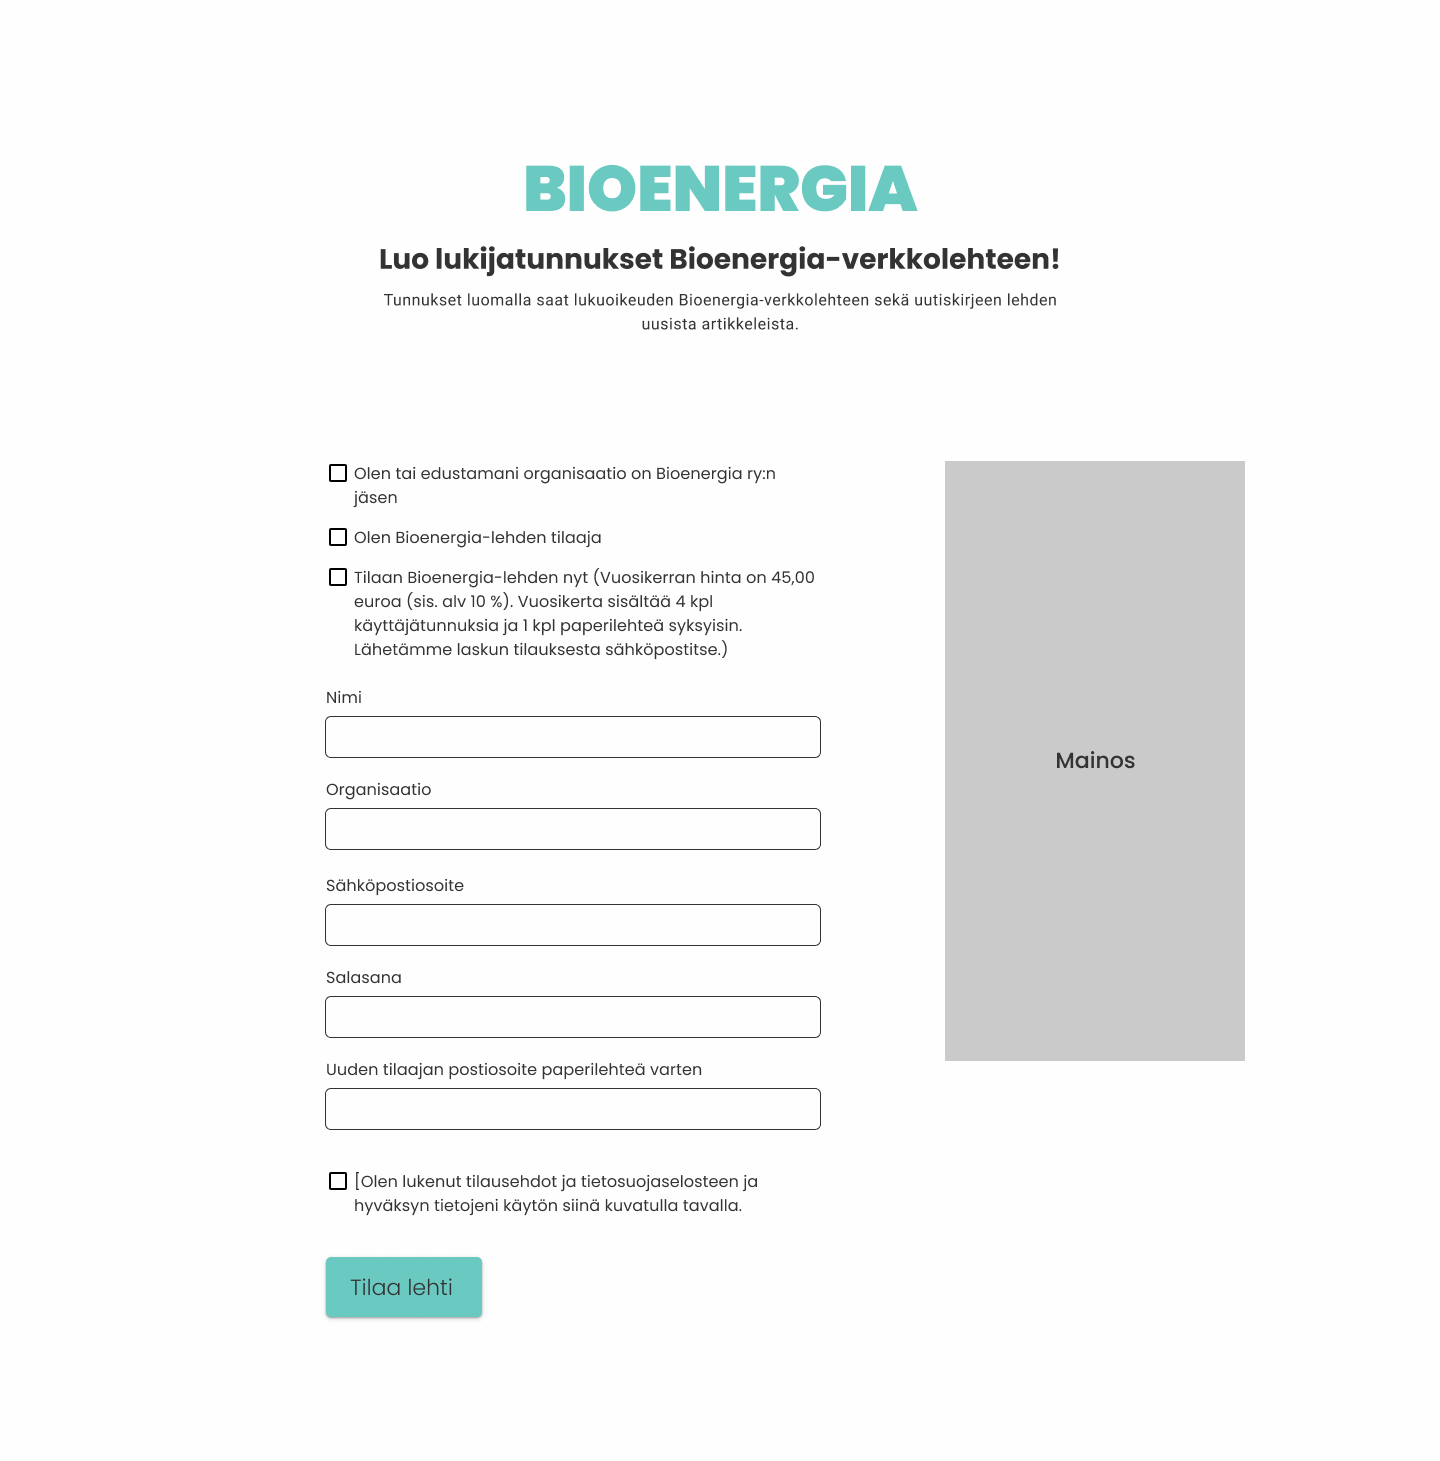 BIOENERGIA
Luo lukijatunnukset Bioenergia-verkkolehteen!
Tunnukset luomalla saat lukuoikeuden Bioenergia-verkkolehteen sekä uutiskirjeen lehden
uusista artikkeleista.
Olen tai edustamani organisaatio on Bioenergia ry:n
jäsen
Olen Bioenergia-lehden tilaaja
Tilaan Bioenergia-lehden nyt (Vuosikerran hinta on 45,00
euroa (sis. alv 10 %). Vuosikerta sisältää 4 kpl
käyttäjätunnuksia ja 1 kpl paperilehteä syksyisin.
Lähetämme laskun tilauksesta sähköpostitse.)
Nimi
Organisaatio
Sähköpostiosoite
Salasana
Uuden tilaajan postiosoite paperilehteä varten
[Olen lukenut tilausehdot ja tietosuojaselosteen ja
hyväksyn tietojeni käytön siinä kuvatulla tavalla.
Tilaa lehti
Mainos